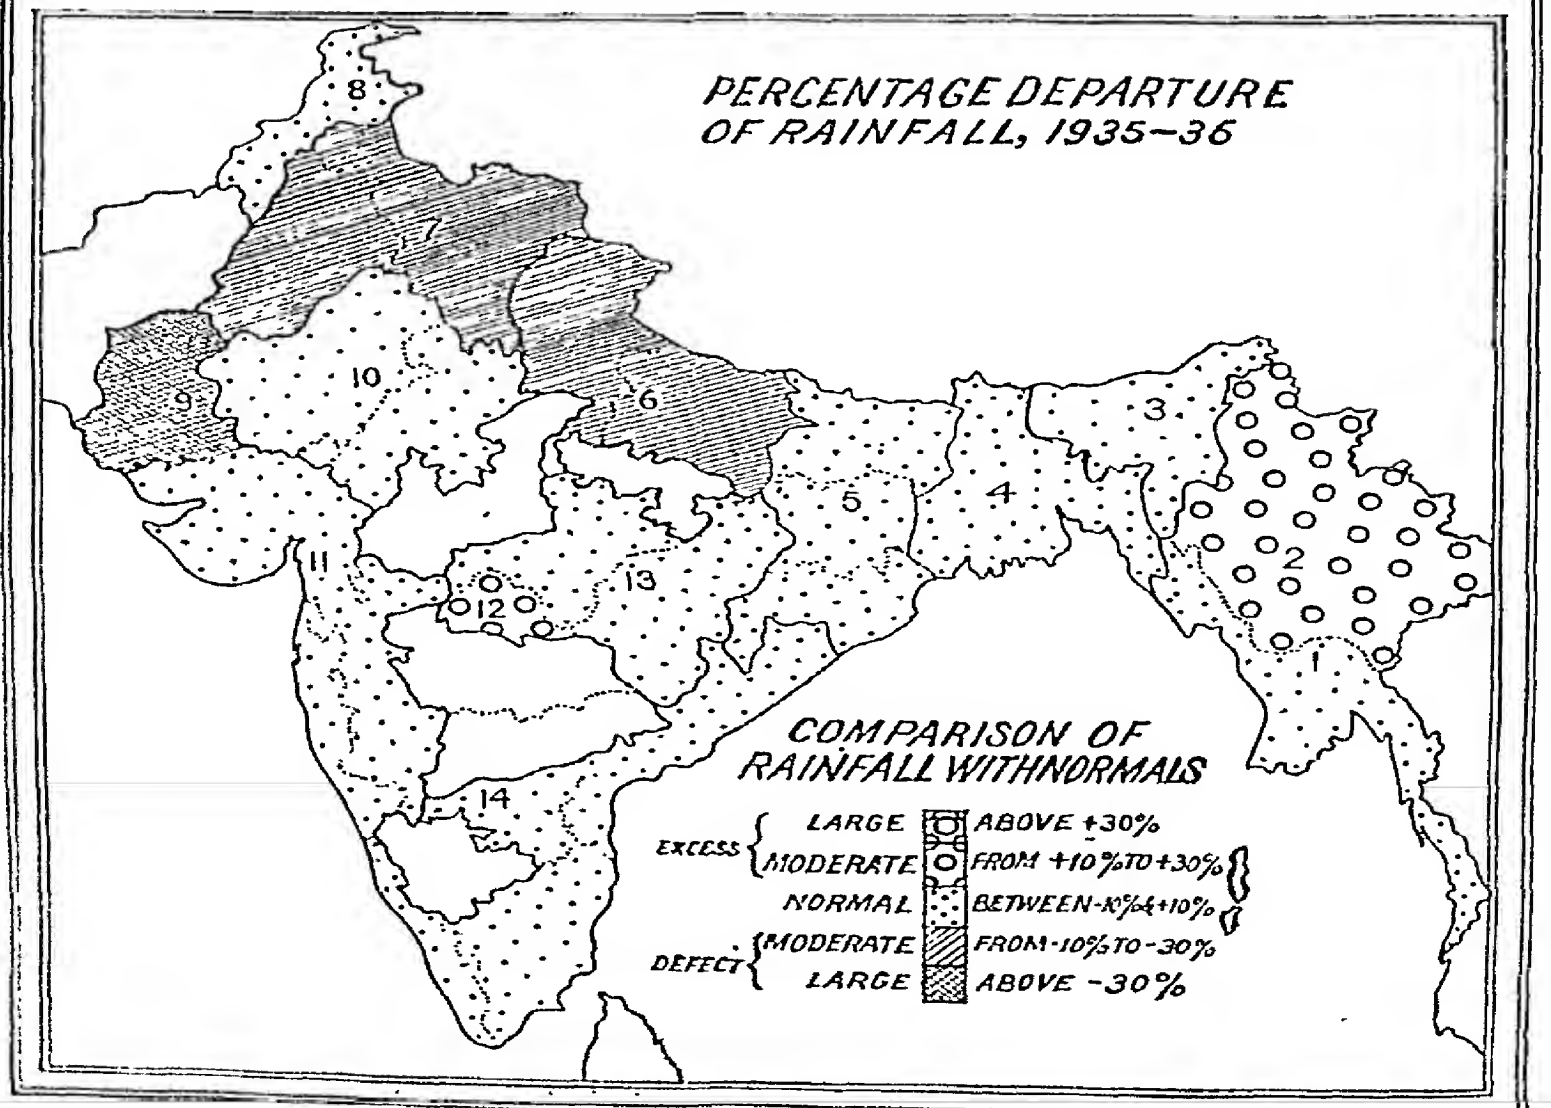 PERCENTAGE DEPARTURE
OF RAINFALL, 1935-36
8
7
10
9
6
3
5
4
2
11
13
12
1
14
COMPARISON OF
RAINFALL WITHNORMALS
EXCESS { LARGE ABOVE +30%
MODERATE FROM +10% TO +30%
NORMAL BETWEEN -10% & +10%
DEFECT { MODERATE FROM -10% TO -30%
LARGE ABOVE -30%